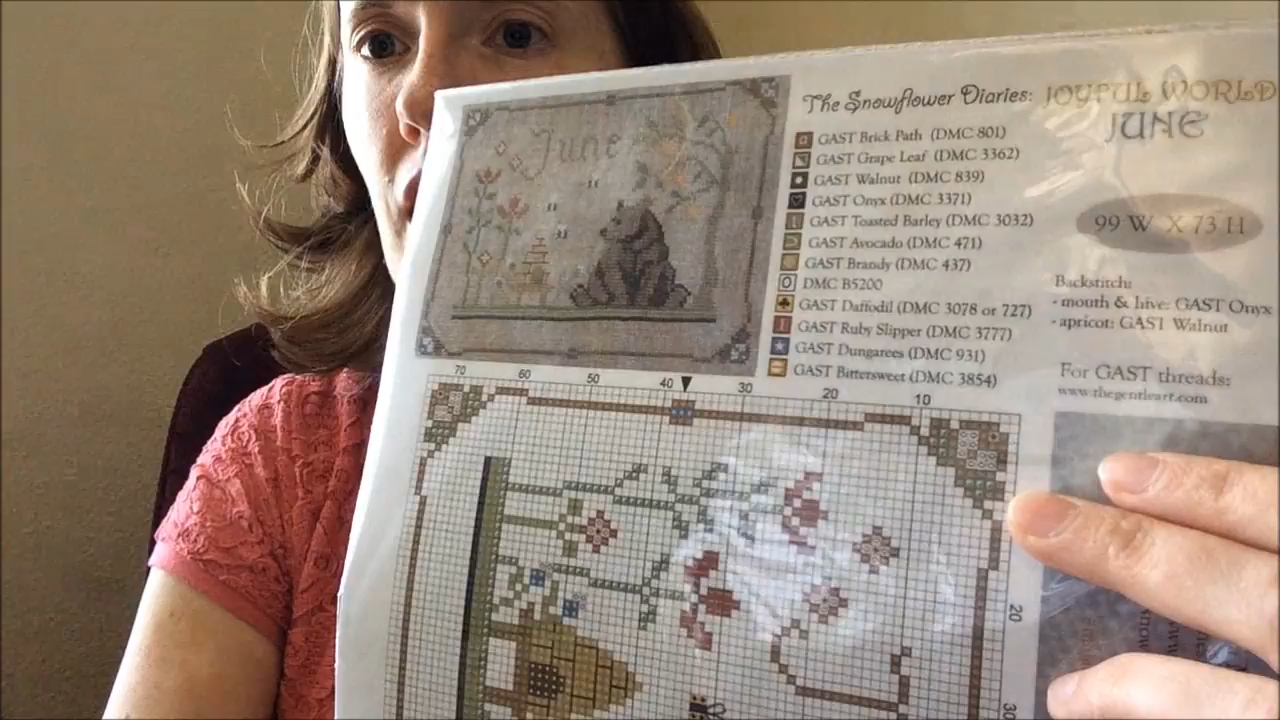 June
The Snowflower Diaries:
JOYFUL WORLD
JUNE
GAST Brick Path (DMC 801)
GAST Grape Leaf (DMC 3362)
GAST Walnut (DMC 839)
GAST Onyx (DMC 3371)
GAST Toasted Barley (DMC 3032)
GAST Avocado (DMC 471)
GAST Brandy (DMC 437)
DMC B5200
GAST Daffodil (DMC 3078 or 727)
GAST Ruby Slipper (DMC 3777)
GAST Dungarees (DMC 931)
GAST Bittersweet (DMC 3854)
99 W X 73 H
Backstitch:
- mouth & hive: GAST Onyx
- apricot: GAST Walnut
For GAST threads:
www.thegentleart.com
70 60 50 40 30 20 10
20
30